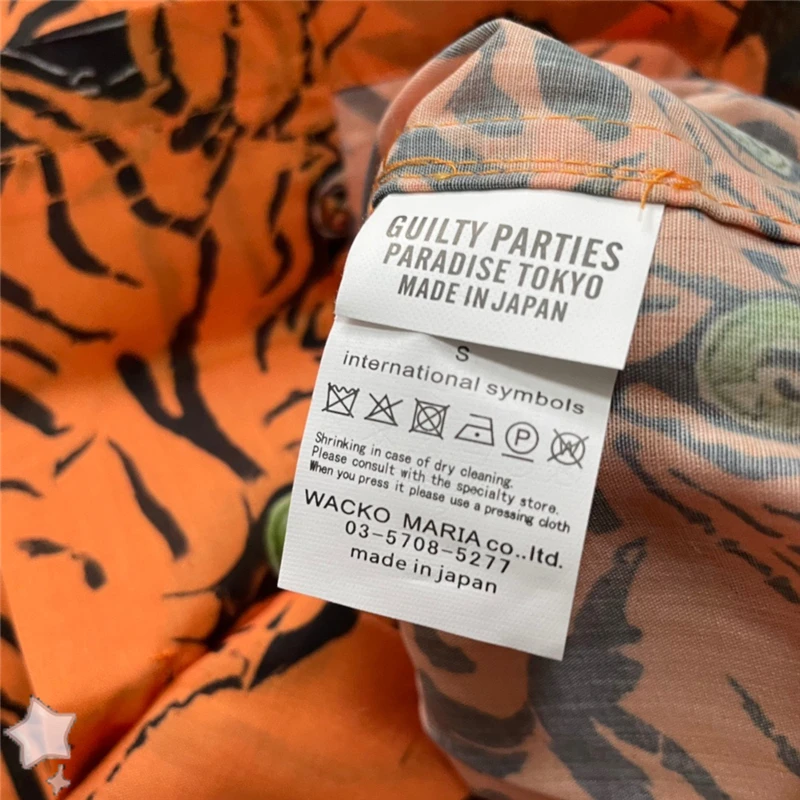 GUILTY PARTIES
PARADISE TOKYO
MADE IN JAPAN
S
international symbols
P W
Shrinking in case of dry cleaning.
Please consult with the specialty store.
When you press it please use a pressing cloth
WACKO MARIA co..ltd.
03-5708-5277
made in japan